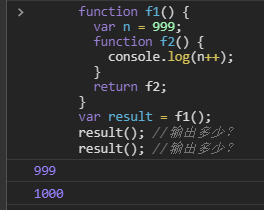 function f1() {
  var n = 999;
  function f2() {
    console.log(n++);
  }
  return f2;
}
var result = f1();
result(); //输出多少?
result(); //输出多少?
999
1000